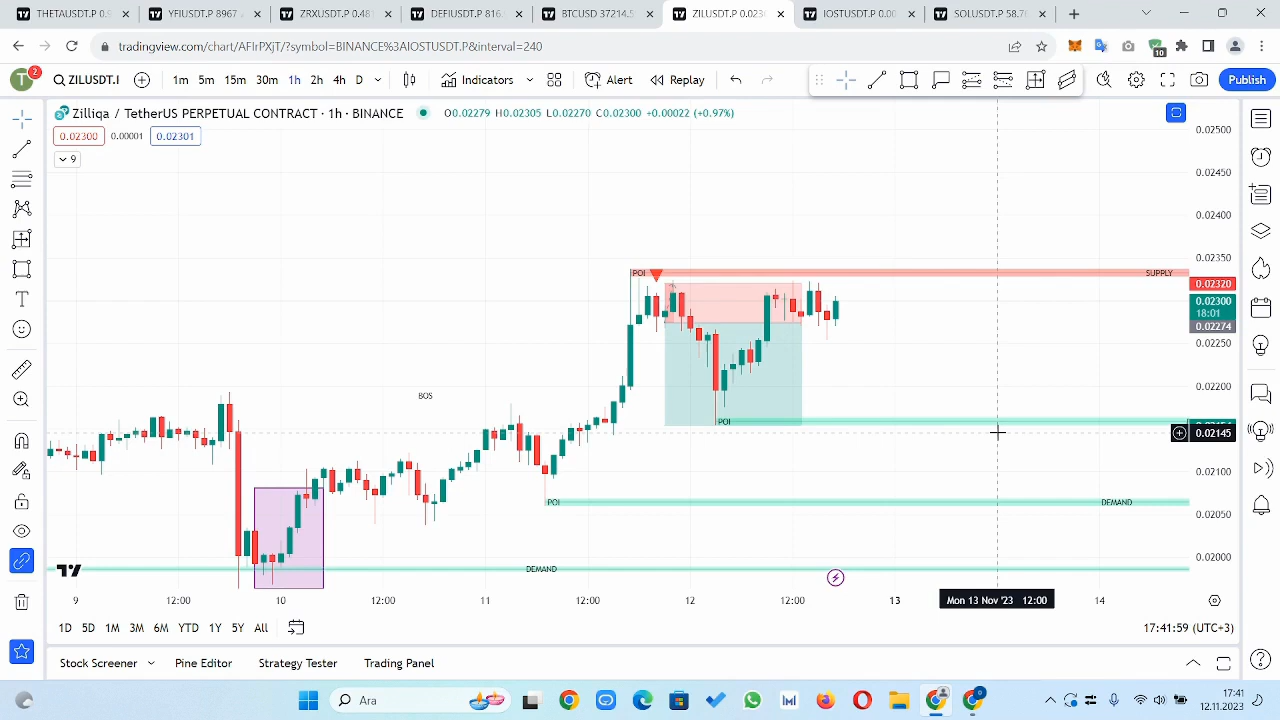 THETAUSDT.P 0.9
YFIUSDT.P 8967
ZRXUSDT.P 0.481
DEFIUSDT.P 816.
BTCUSD 37214.5
ZILUSDT.P 0.023
IOSTUSDT.P 0.00
SOLUSDT.P 58.70
tradingview.com/chart/AFlrPXJT/?symbol=BINANCE%3AIOSTUSDT.P&interval=240
10
T 2 ZILUSDT.I 1m 5m 15m 30m 1h 2h 4h D Indicators Alert Replay Publish
Zilliqa / TetherUS PERPETUAL CONTRACT · 1h · BINANCE O0.02279 H0.02305 L0.02270 C0.02300 +0.00022 (+0.97%)
0.02300 0.00001 0.02301
9
0.02500
0.02450
0.02400
0.02350
POI SUPPLY
0.02320
0.02300
18:01
0.02274
0.02250
0.02200
BOS
POI
0.02145
0.02100
POI DEMAND
0.02050
0.02000
DEMAND
9 12:00 10 12:00 11 12:00 12 12:00 13 Mon 13 Nov '23 12:00 14
1D 5D 1M 3M 6M YTD 1Y 5Y All 17:41:59 (UTC+3)
Stock Screener Pine Editor Strategy Tester Trading Panel
Ara
17:41
12.11.2023